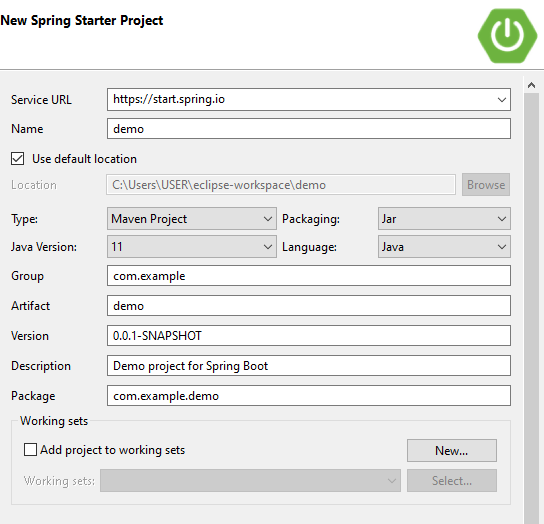 New Spring Starter Project
Service URL https://start.spring.io
Name demo
Use default location
Location C:\Users\USER\eclipse-workspace\demo Browse
Type: Maven Project Packaging: Jar
Java Version: 11 Language: Java
Group com.example
Artifact demo
Version 0.0.1-SNAPSHOT
Description Demo project for Spring Boot
Package com.example.demo
Working sets
Add project to working sets New...
Working sets: Select...